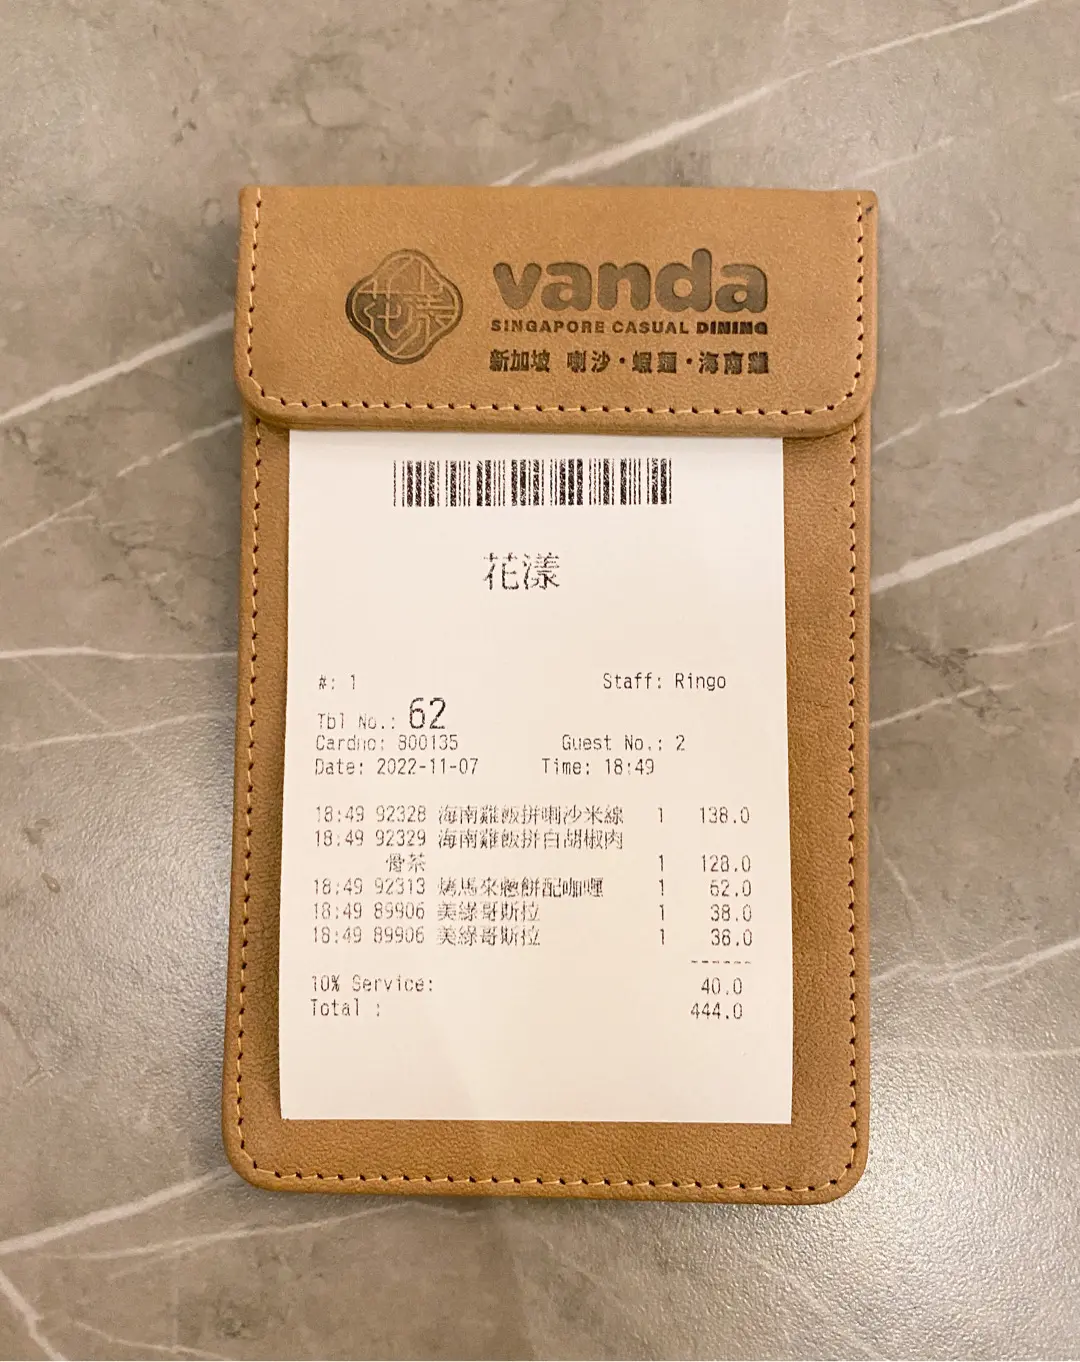 花漾
vanda
SINGAPORE CASUAL DINING
新加坡 喇沙·蝦麵·海南雞
花漾
#: 1 Staff: Ringo
Tbl No.: 62
Cardno: 800135 Guest No.: 2
Date: 2022-11-07 Time: 18:49
18:49 92328 海南雞飯拼喇沙米線 1 138.0
18:49 92329 海南雞飯拼白胡椒肉
骨茶 1 128.0
18:49 92313 烤馬來蔥餅配咖喱 1 62.0
18:49 89906 美綠哥斯拉 1 38.0
18:49 89906 美綠哥斯拉 1 38.0
------
10% Service: 40.0
Total : 444.0